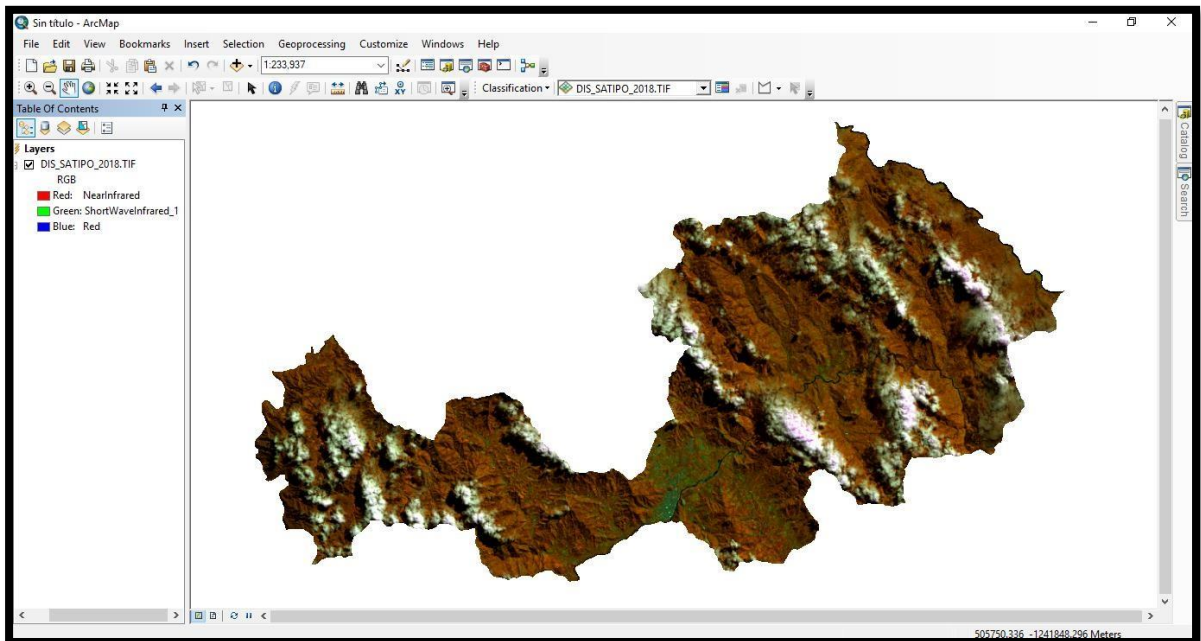 Sin título - ArcMap
File Edit View Bookmarks Insert Selection Geoprocessing Customize Windows Help
1:233,937
Classification DIS_SATIPO_2018.TIF
Table Of Contents
Layers
DIS_SATIPO_2018.TIF
RGB
Red: NearInfrared
Green: ShortWaveInfrared_1
Blue: Red
Catalog
Search
505750.336 -1241848.296 Meters